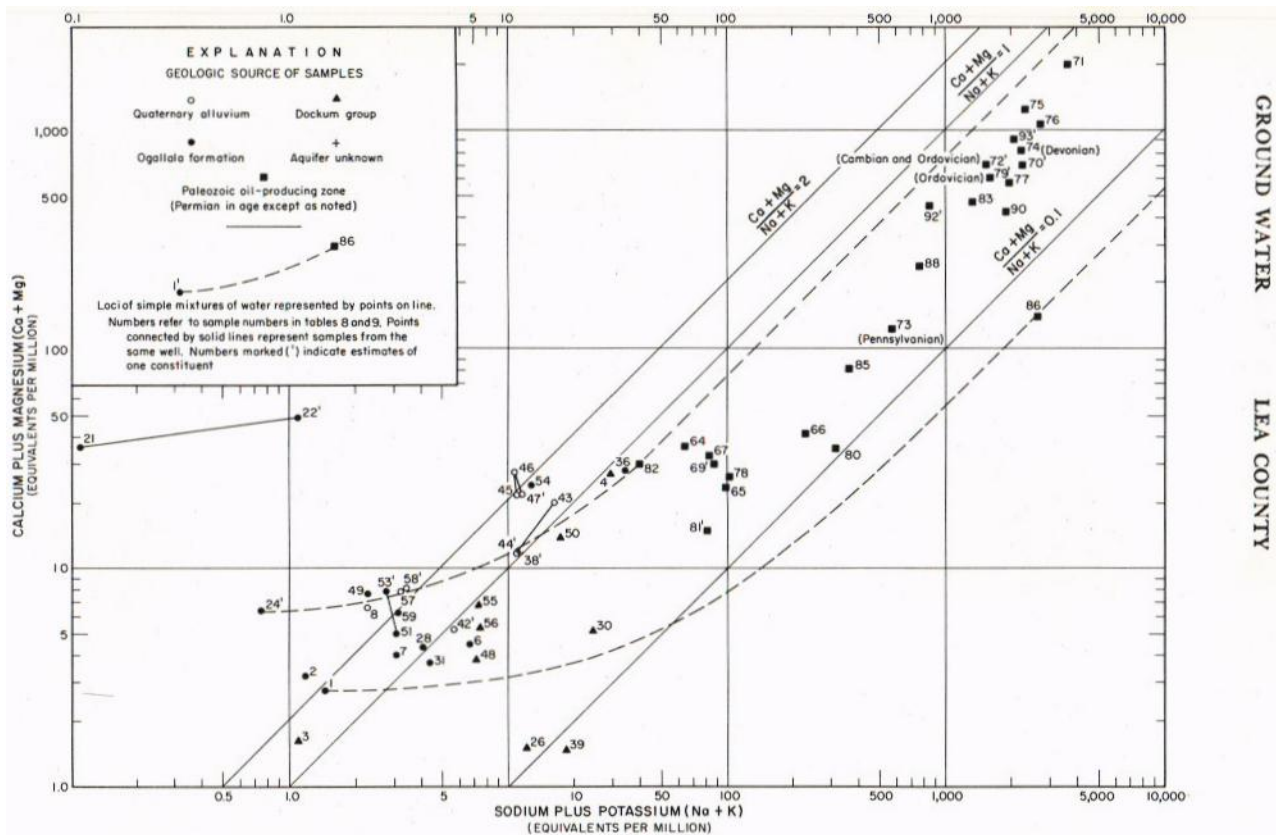 0.1 1.0 5 10 50 100 500 1,000 5,000 10,000
EXPLANATION
GEOLOGIC SOURCE OF SAMPLES
Quaternary alluvium
Dockum group
Ogallala formation
Aquifer unknown
Paleozoic oil-producing zone
(Permian in age except as noted)
86
1'
Loci of simple mixtures of water represented by points on line.
Numbers refer to sample numbers in tables 8 and 9. Points
connected by solid lines represent samples from the
same well. Numbers marked (') indicate estimates of
one constituent
CALCIUM PLUS MAGNESIUM (Ca + Mg)
(EQUIVALENTS PER MILLION)
1,000
500
100
50
10
5
1.0
Ca + Mg
Na + K = 2
Ca + Mg
Na + K = 1
Ca + Mg
Na + K = 0.1
71
75
76
93'
74 (Devonian)
(Cambian and Ordovician) 72'
70'
(Ordovician) 79'
77
83
92'
90
88
86
73
(Pennsylvanian)
85
22'
21
66
64
67
80
46
54
36
4
82
69'
78
65
45
47'
43
81'
50
44'
38'
53'
58'
49
57
24'
8
59
55
51
42'
56
30
28
6
7
31
48
2
1
3
26
39
0.5 1.0 5 10 50 100 500 1,000 5,000 10,000
SODIUM PLUS POTASSIUM (Na + K)
(EQUIVALENTS PER MILLION)
GROUND WATER
LEA COUNTY